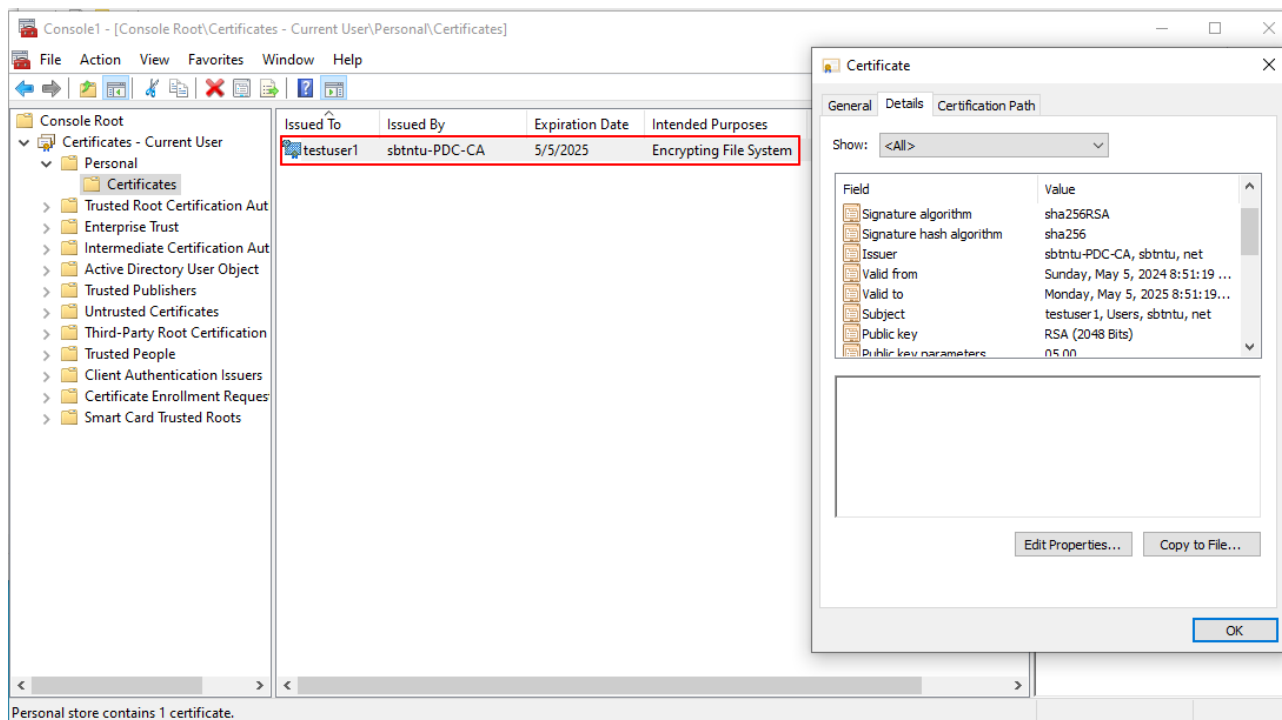 Console1 - [Console Root\Certificates - Current User\Personal\Certificates]
File Action View Favorites Window Help
Console Root
Certificates - Current User
Personal
Certificates
Trusted Root Certification Aut
Enterprise Trust
Intermediate Certification Aut
Active Directory User Object
Trusted Publishers
Untrusted Certificates
Third-Party Root Certification
Trusted People
Client Authentication Issuers
Certificate Enrollment Reques
Smart Card Trusted Roots
Issued To Issued By Expiration Date Intended Purposes
testuser1 sbtntu-PDC-CA 5/5/2025 Encrypting File System
Certificate
General Details Certification Path
Show: <All>
Field Value
Signature algorithm sha256RSA
Signature hash algorithm sha256
Issuer sbtntu-PDC-CA, sbtntu, net
Valid from Sunday, May 5, 2024 8:51:19 ...
Valid to Monday, May 5, 2025 8:51:19...
Subject testuser1, Users, sbtntu, net
Public key RSA (2048 Bits)
Public key parameters 05 00
Edit Properties... Copy to File...
OK
Personal store contains 1 certificate.